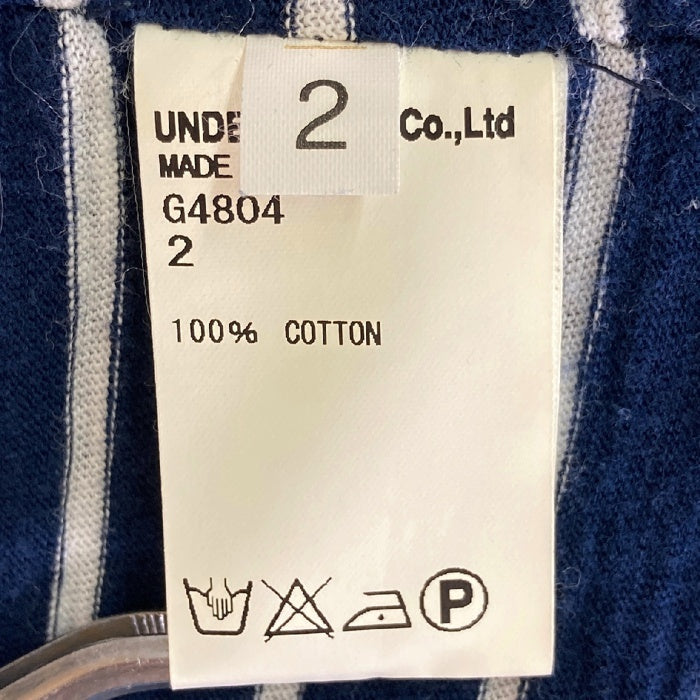 2
UNDE Co.,Ltd
MADE
G4804
2
100% COTTON
P